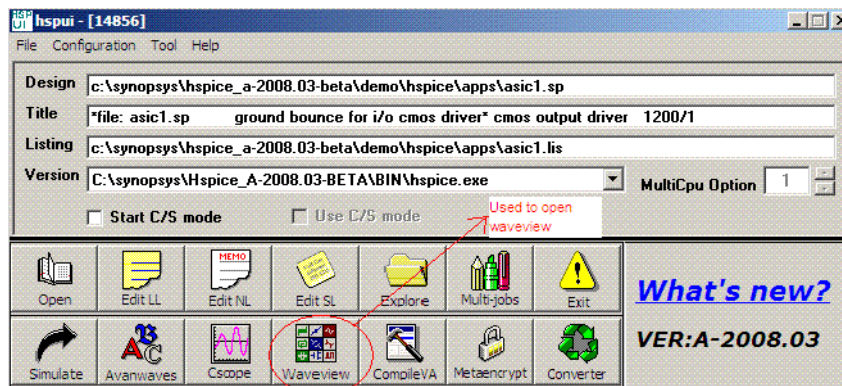 hspui - [14856]
File Configuration Tool Help
Design c:\synopsys\hspice_a-2008.03-beta\demo\hspice\apps\asic1.sp
Title *file: asic1.sp ground bounce for i/o cmos driver* cmos output driver 1200/1
Listing c:\synopsys\hspice_a-2008.03-beta\demo\hspice\apps\asic1.lis
Version C:\synopsys\Hspice_A-2008.03-BETA\BIN\hspice.exe MultiCpu Option 1
Start C/S mode Use C/S mode
Used to open
waveview
MEMO
Open Edit LL Edit NL Edit SL Explore Multi-jobs Exit
What's new?
Simulate Avanwaves Cscope Waveview CompileVA Metaencrypt Converter
VER:A-2008.03